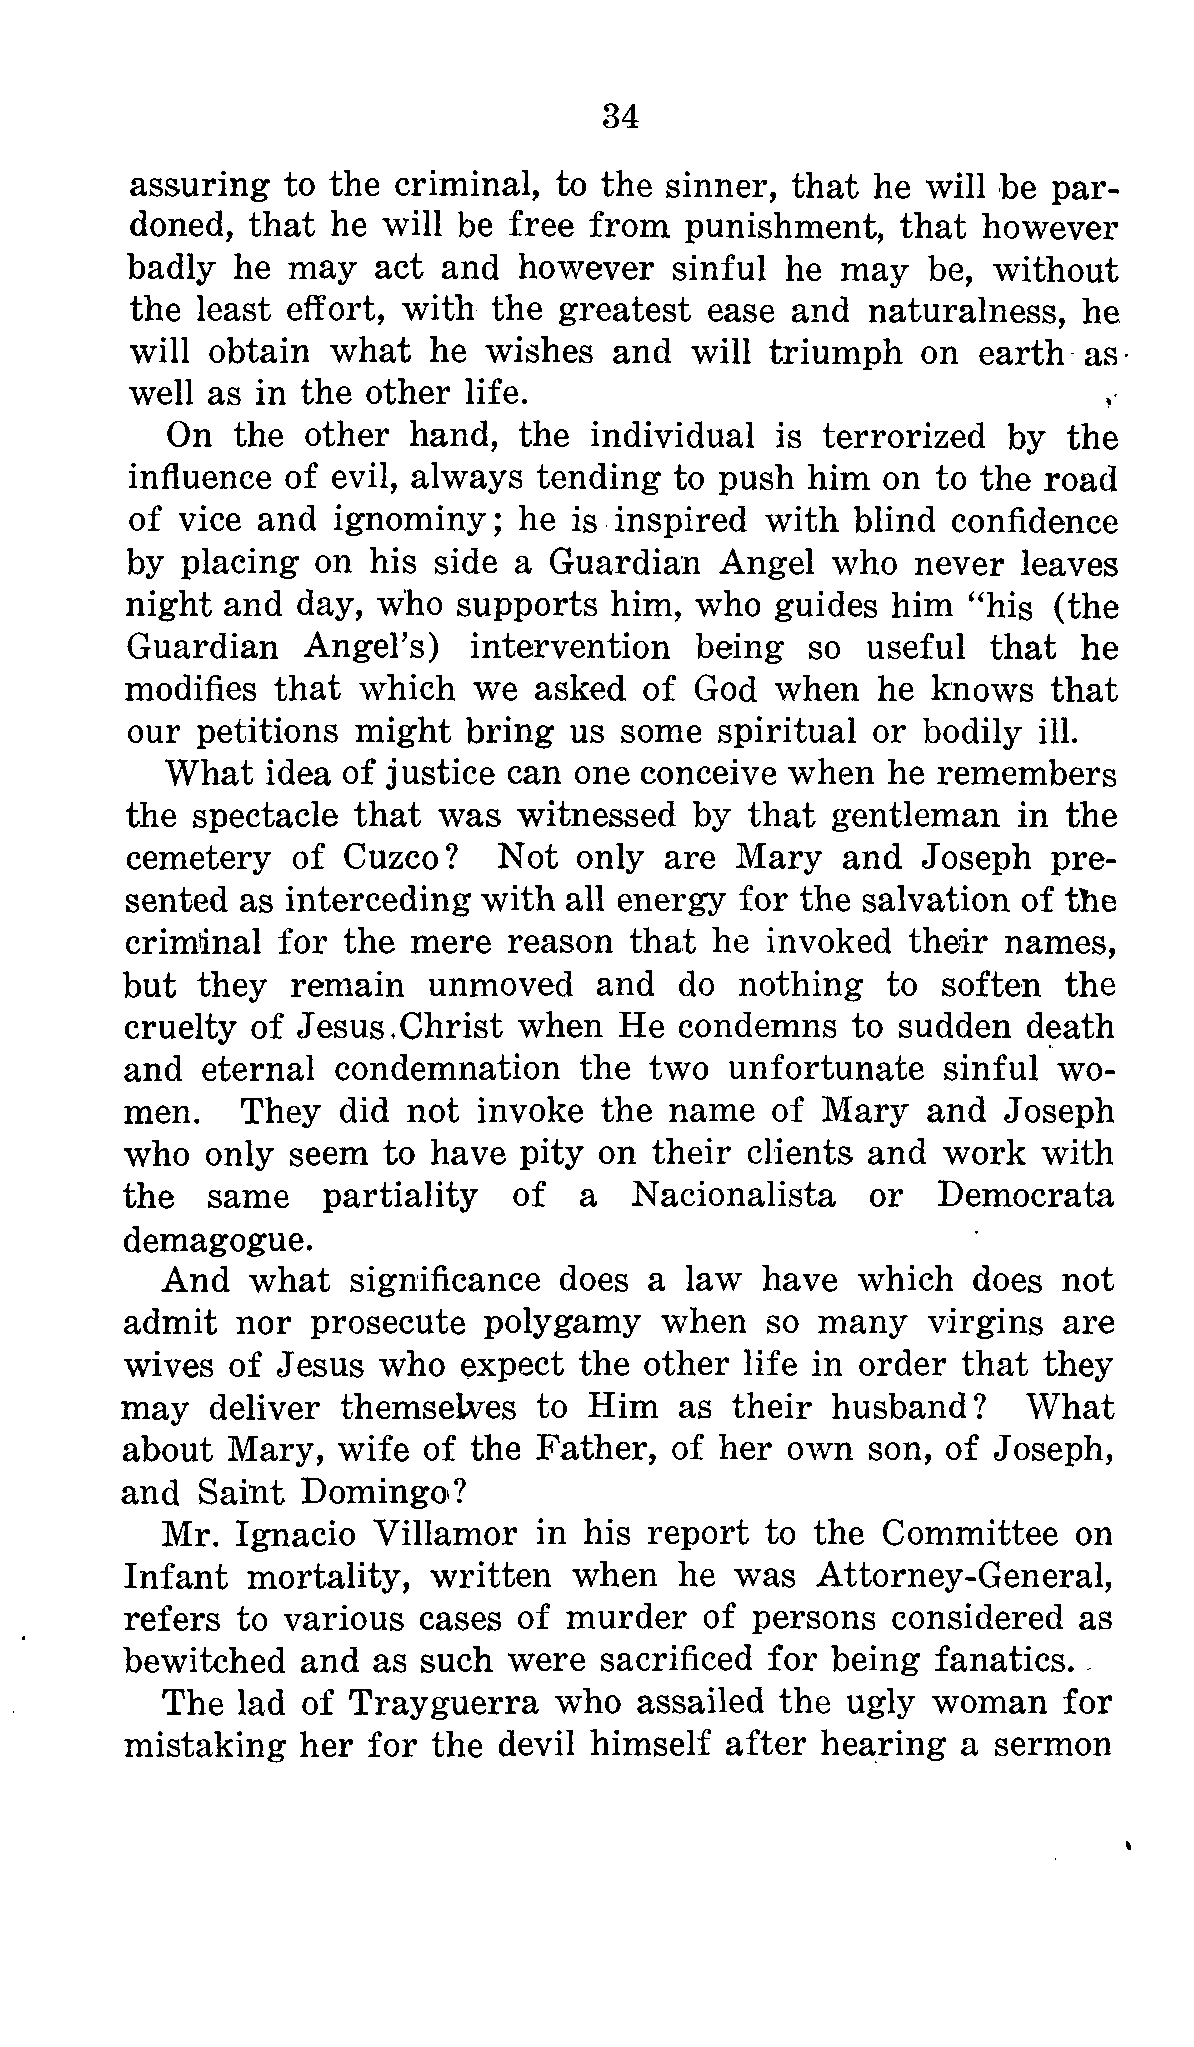 34
assuring to the criminal, to the sinner, that he will be par-
doned, that he will be free from punishment, that however
badly he may act and however sinful he may be, without
the least effort, with the greatest ease and naturalness, he
will obtain what he wishes and will triumph on earth as
well as in the other life.
On the other hand, the individual is terrorized by the
influence of evil, always tending to push him on to the road
of vice and ignominy; he is inspired with blind confidence
by placing on his side a Guardian Angel who never leaves
night and day, who supports him, who guides him "his (the
Guardian Angel's) intervention being so useful that he
modifies that which we asked of God when he knows that
our petitions might bring us some spiritual or bodily ill.
What idea of justice can one conceive when he remembers
the spectacle that was witnessed by that gentleman in the
cemetery of Cuzco? Not only are Mary and Joseph pre-
sented as interceding with all energy for the salvation of the
criminal for the mere reason that he invoked their names,
but they remain unmoved and do nothing to soften the
cruelty of Jesus Christ when He condemns to sudden death
and eternal condemnation the two unfortunate sinful wo-
men. They did not invoke the name of Mary and Joseph
who only seem to have pity on their clients and work with
the same partiality of a Nacionalista or Democrata
demagogue.
And what significance does a law have which does not
admit nor prosecute polygamy when so many virgins are
wives of Jesus who expect the other life in order that they
may deliver themselves to Him as their husband? What
about Mary, wife of the Father, of her own son, of Joseph,
and Saint Domingo?
Mr. Ignacio Villamor in his report to the Committee on
Infant mortality, written when he was Attorney-General,
refers to various cases of murder of persons considered as
bewitched and as such were sacrificed for being fanatics.
The lad of Trayguerra who assailed the ugly woman for
mistaking her for the devil himself after hearing a sermon